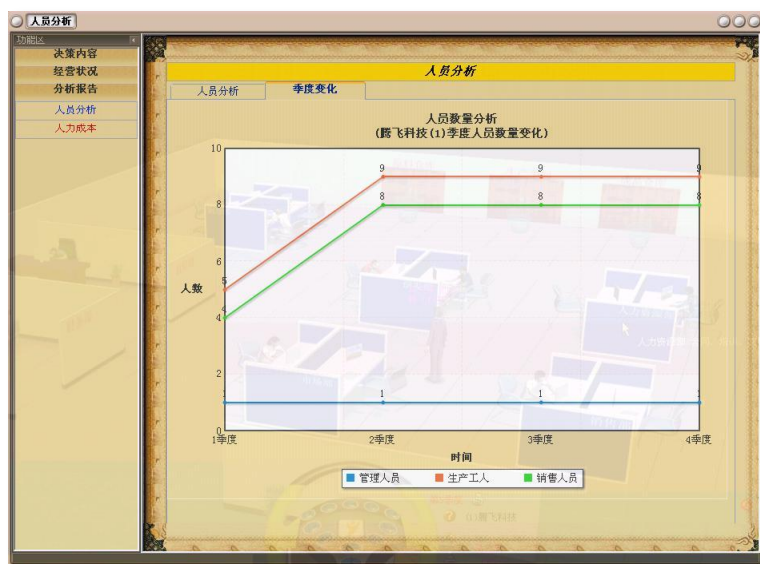 人员分析
功能区
决策内容
经营状况
分析报告
人员分析
人力成本
人员分析
人员分析 季度变化
人员数量分析
(腾飞科技(1)季度人员数量变化)
10
9 9 9
8 8 8 8
6
5
人数
4 4
2
1 1 1 1
0
1季度 2季度 3季度 4季度
时间
管理人员 生产工人 销售人员
(1)腾飞科技